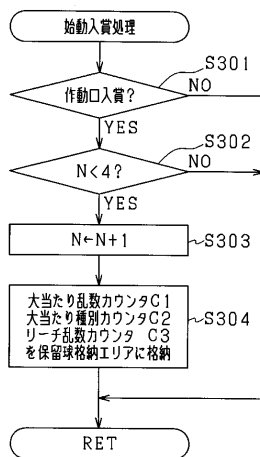 始動入賞処理
S301
作動口入賞?
NO
YES
S302
N<4?
NO
YES
N←N+1
S303
大当たり乱数カウンタC1
大当たり種別カウンタC2
リーチ乱数カウンタ C3
を保留球格納エリアに格納
S304
RET